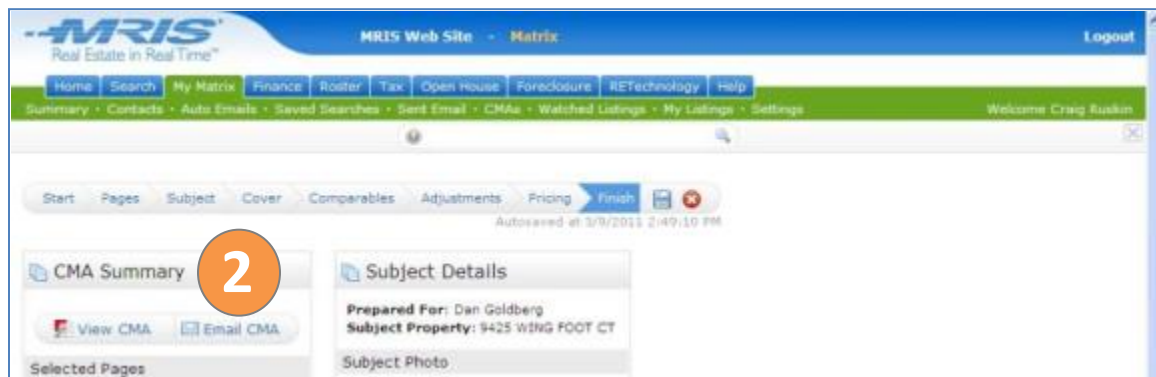 MRIS
Real Estate in Real Time™
MRIS Web Site - Matrix
Logout
Home Search My Matrix Finance Roster Tax Open House Foreclosure RETechnology Help
Summary • Contacts • Auto Emails • Saved Searches • Sent Email • CMAs • Watched Listings • My Listings • Settings
Welcome Craig Ruskin
Start Pages Subject Cover Comparables Adjustments Pricing Finish
Autosaved at 3/9/2011 2:49:10 PM
CMA Summary
2
View CMA Email CMA
Selected Pages
Subject Details
Prepared For: Dan Goldberg
Subject Property: 9425 WING FOOT CT
Subject Photo